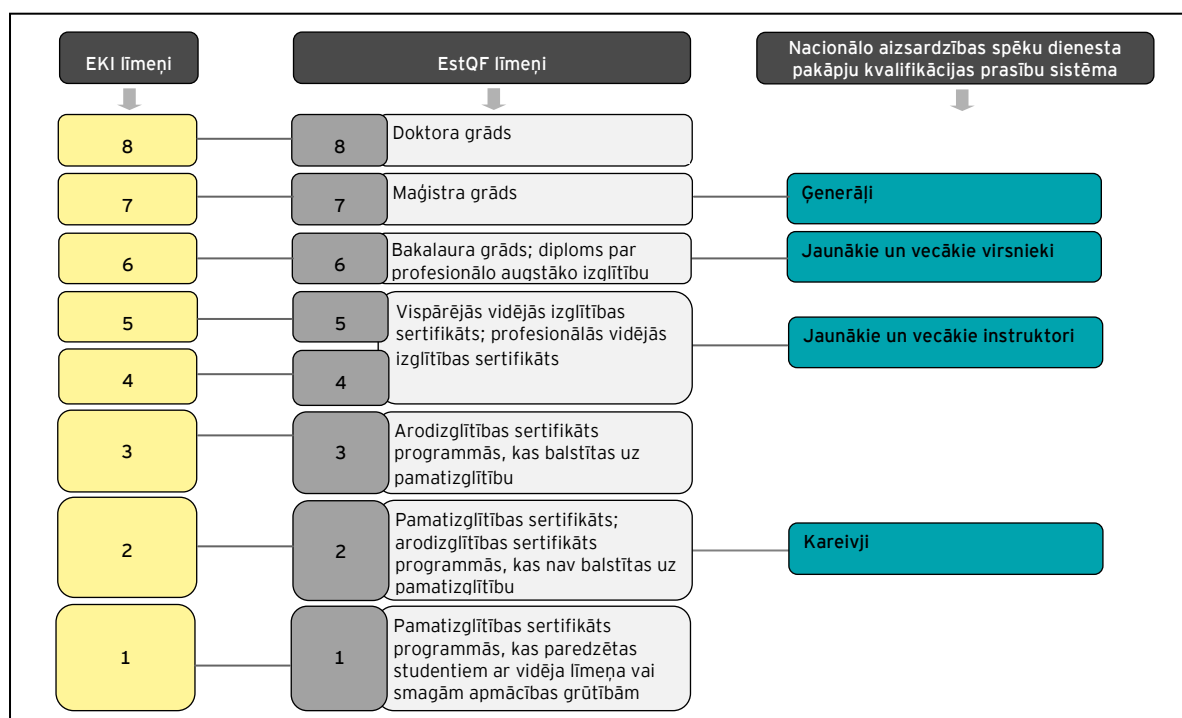 EKI līmeņi
EstQF līmeņi
Nacionālo aizsardzības spēku dienesta
pakāpju kvalifikācijas prasību sistēma
8
8
Doktora grāds
7
7
Maģistra grāds
Ģenerāļi
6
6
Bakalaura grāds; diploms par
profesionālo augstāko izglītību
Jaunākie un vecākie virsnieki
5
5
Vispārējās vidējās izglītības
sertifikāts; profesionālās vidējās
izglītības sertifikāts
Jaunākie un vecākie instruktori
4
4
3
3
Arodizglītības sertifikāts
programmās, kas balstītas uz
pamatizglītību
2
2
Pamatizglītības sertifikāts;
arodizglītības sertifikāts
programmās, kas nav balstītas uz
pamatizglītību
Kareivji
1
1
Pamatizglītības sertifikāts
programmās, kas paredzētas
studentiem ar vidēja līmeņa vai
smagām apmācības grūtībām